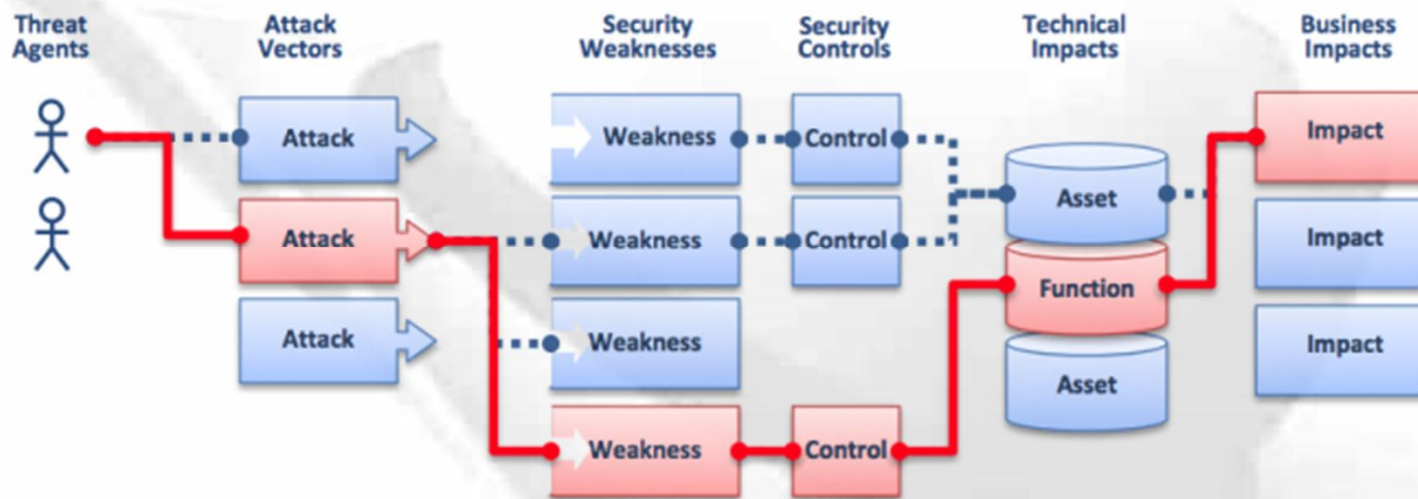 Threat
Agents
Attack
Vectors
Security
Weaknesses
Security
Controls
Technical
Impacts
Business
Impacts
Attack
Weakness
Control
Impact
Asset
Attack
Weakness
Control
Impact
Function
Attack
Weakness
Impact
Asset
Weakness
Control